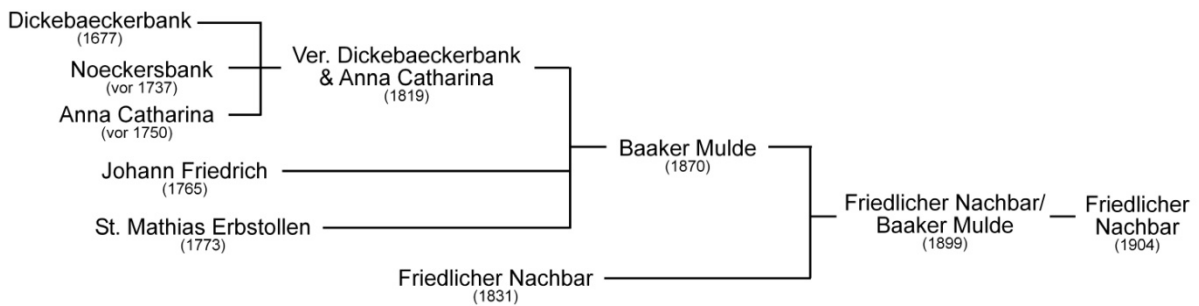 Dickebaeckerbank
(1677)
Noeckersbank
(vor 1737)
Anna Catharina
(vor 1750)
Ver. Dickebaeckerbank
& Anna Catharina
(1819)
Johann Friedrich
(1765)
St. Mathias Erbstollen
(1773)
Baaker Mulde
(1870)
Friedlicher Nachbar
(1831)
Friedlicher Nachbar/
Baaker Mulde
(1899)
Friedlicher
Nachbar
(1904)